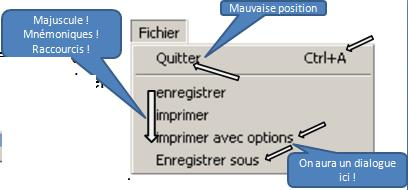 Majuscule !
Mnémoniques !
Raccourcis !
Mauvaise position
Fichier
Quitter Ctrl+A
enregistrer
imprimer
imprimer avec options
Enregistrer sous
On aura un dialogue
ici !